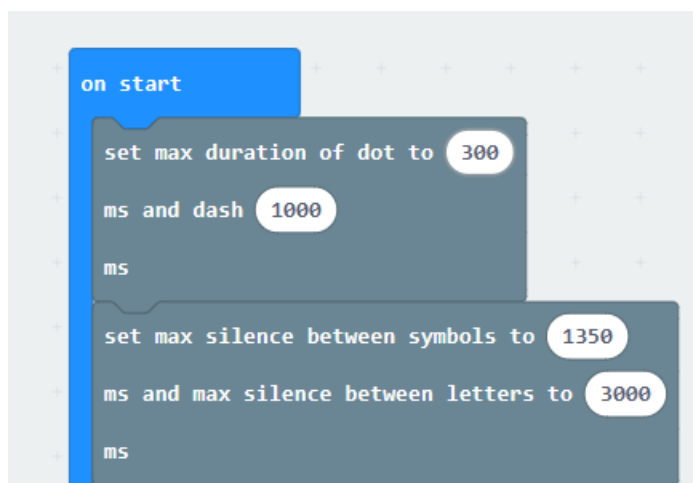 on start
set max duration of dot to 300
ms and dash 1000
ms
set max silence between symbols to 1350
ms and max silence between letters to 3000
ms